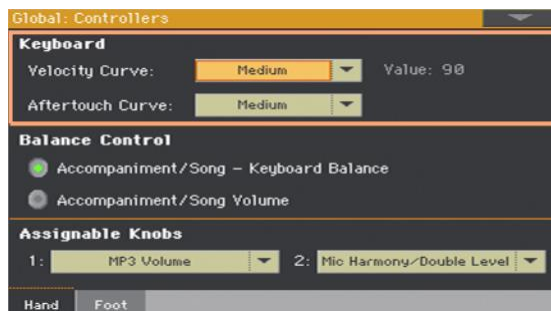 Global: Controllers
Keyboard
Velocity Curve: Medium Value: 90
Aftertouch Curve: Medium
Balance Control
Accompaniment/Song - Keyboard Balance
Accompaniment/Song Volume
Assignable Knobs
1: MP3 Volume 2: Mic Harmony/Double Level
Hand Foot